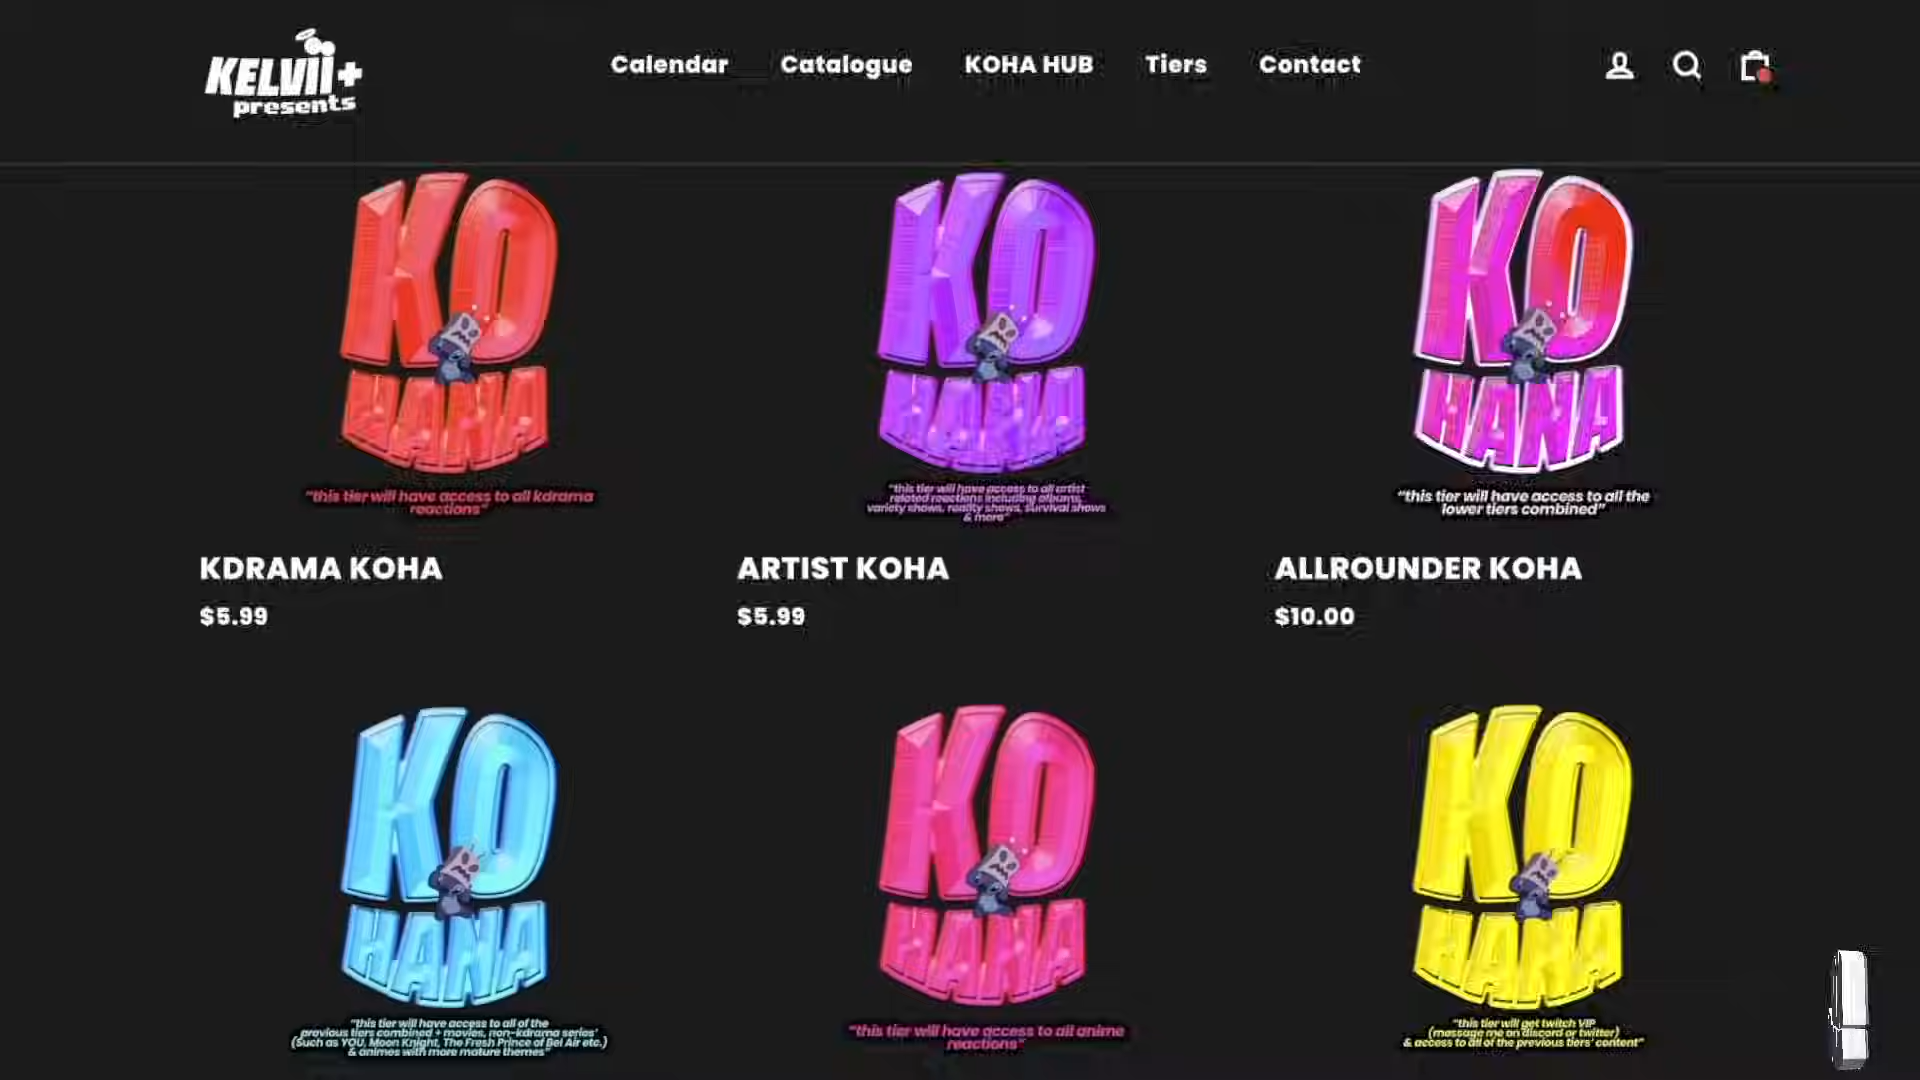 KELVII+
presents
Calendar
Catalogue
KOHA HUB
Tiers
Contact
KO
HANA
"this tier will have access to all kdrama
reactions"
KDRAMA KOHA
$5.99
KO
HANA
"this tier will have access to all artist
related reactions including albums,
variety shows, reality shows, survival shows
& more"
ARTIST KOHA
$5.99
KO
HANA
"this tier will have access to all the
lower tiers combined"
ALLROUNDER KOHA
$10.00
KO
HANA
"this tier will have access to all of the
previous tiers combined + movies, non-kdrama series'
(such as YOU, Moon Knight, The Fresh Prince of Bel Air etc.)
& animes with more mature themes"
KO
HANA
"this tier will have access to all anime
reactions"
KO
HANA
"this tier will get twitch VIP
(message me on discord or twitter)
& access to all of the previous tiers' content"